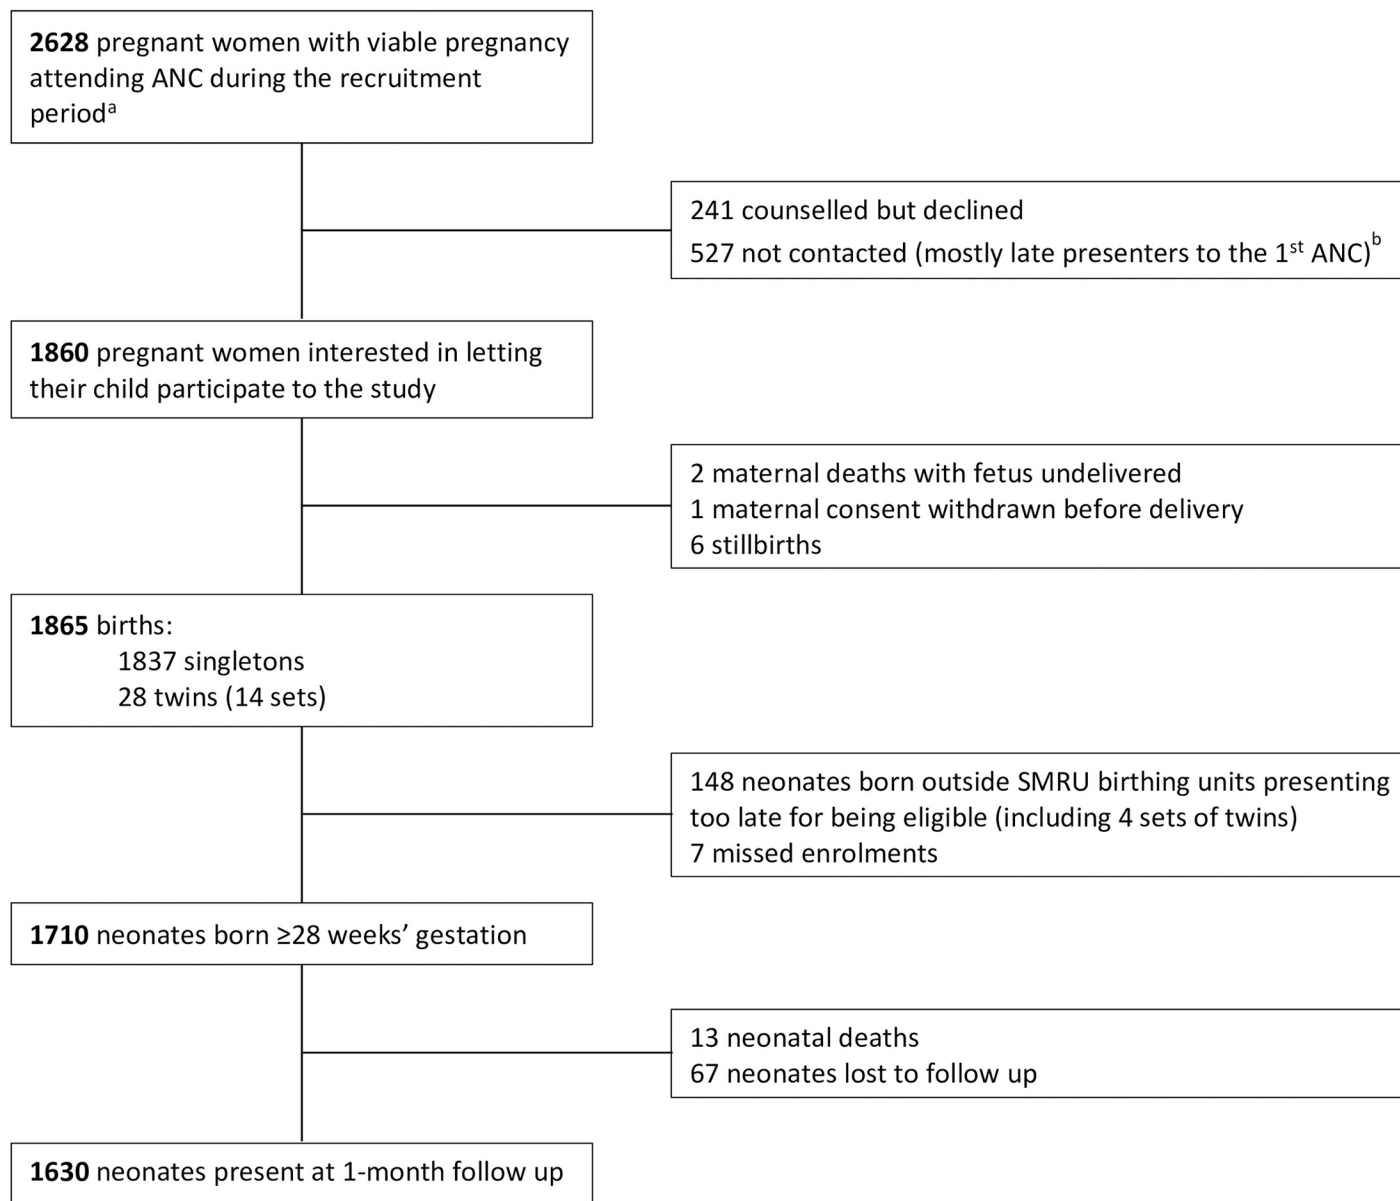 2628 pregnant women with viable pregnancy
attending ANC during the recruitment
periodᵃ
241 counselled but declined
527 not contacted (mostly late presenters to the 1ˢᵗ ANC)ᵇ
1860 pregnant women interested in letting
their child participate to the study
2 maternal deaths with fetus undelivered
1 maternal consent withdrawn before delivery
6 stillbirths
1865 births:
1837 singletons
28 twins (14 sets)
148 neonates born outside SMRU birthing units presenting
too late for being eligible (including 4 sets of twins)
7 missed enrolments
1710 neonates born ≥28 weeks’ gestation
13 neonatal deaths
67 neonates lost to follow up
1630 neonates present at 1-month follow up